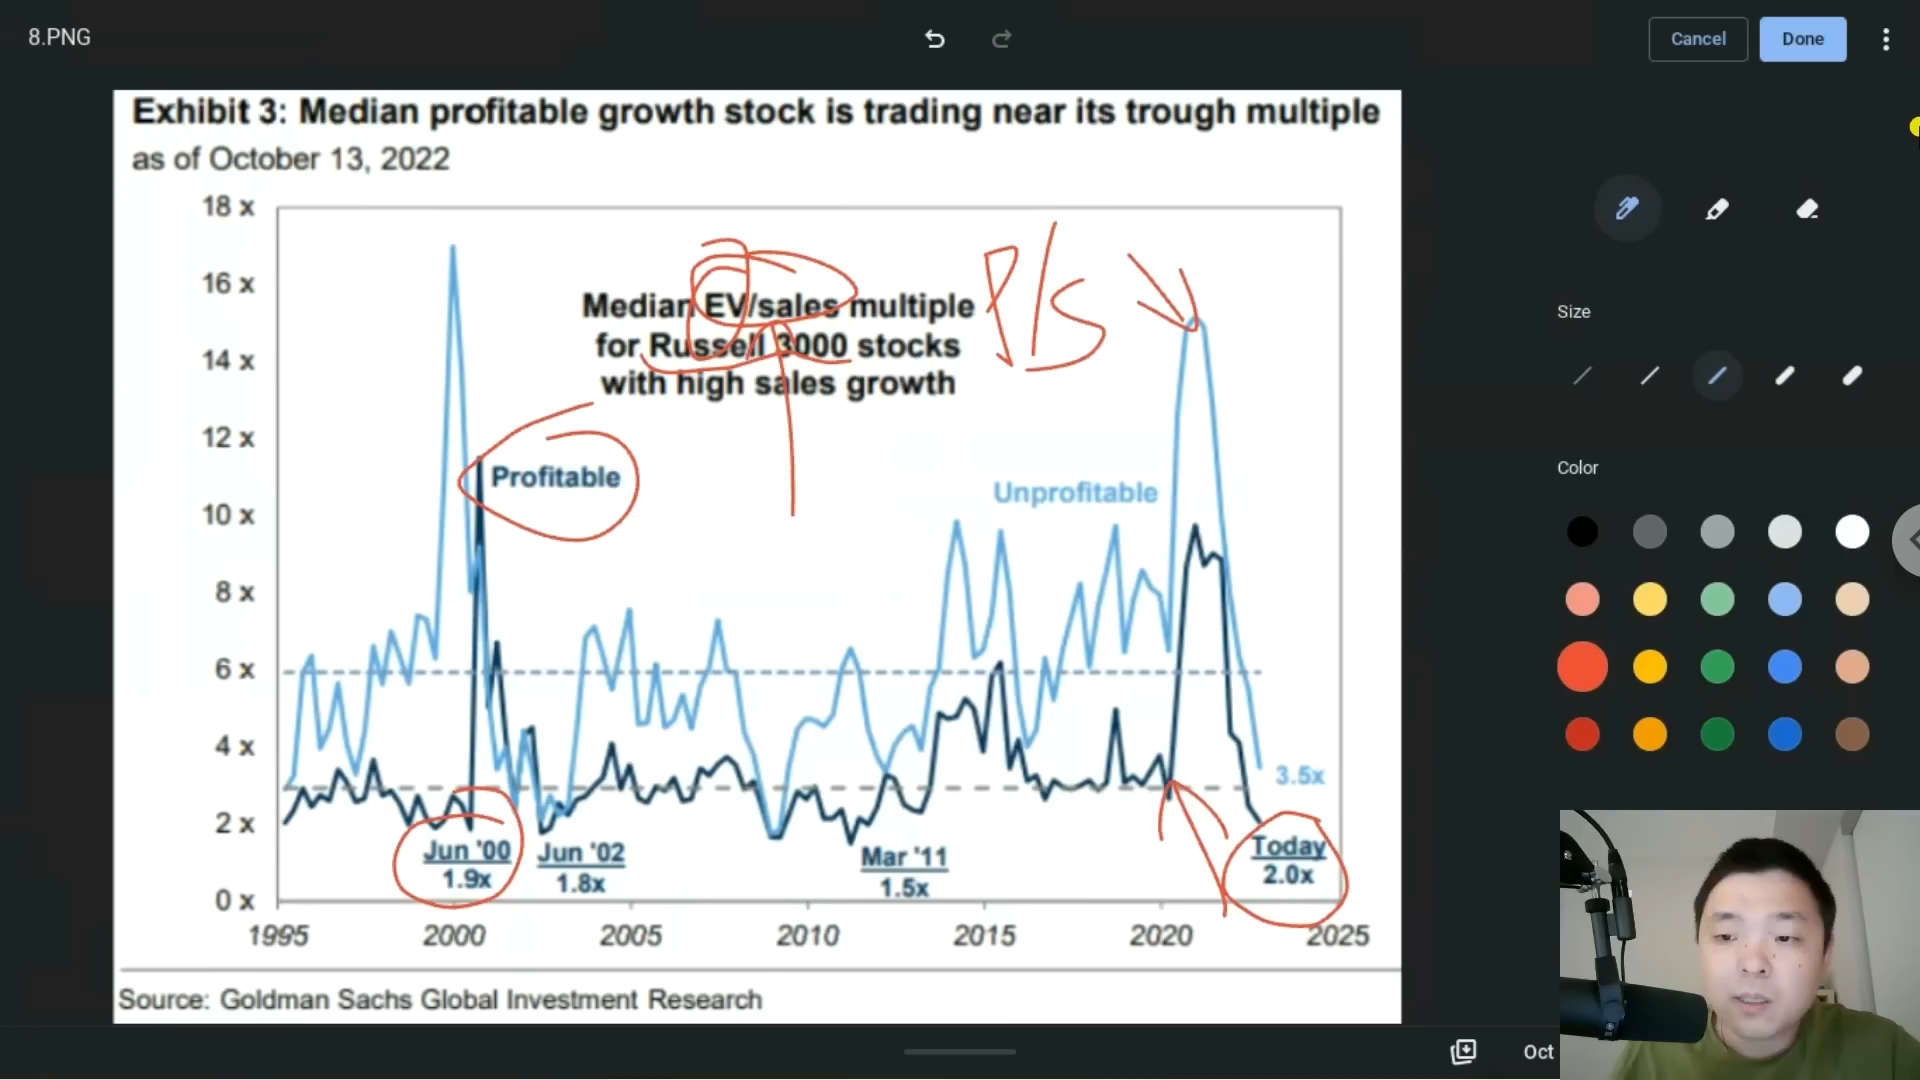 8.PNG
Cancel
Done
Exhibit 3: Median profitable growth stock is trading near its trough multiple
as of October 13, 2022
18 x
16 x
14 x
12 x
10 x
8 x
6 x
4 x
2 x
0 x
Median EV/sales multiple
for Russell 3000 stocks
with high sales growth
P/S
Profitable
Unprofitable
3.5x
Jun '00
1.9x
Jun '02
1.8x
Mar '11
1.5x
Today
2.0x
1995
2000
2005
2010
2015
2020
2025
Source: Goldman Sachs Global Investment Research
Size
Color
Oct